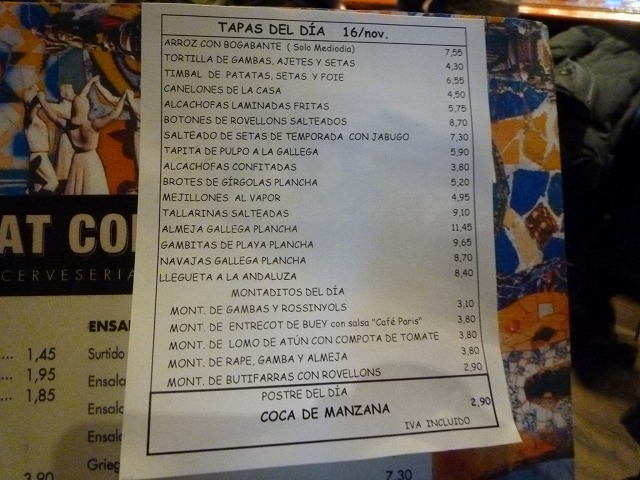 TAPAS DEL DÍA 16/nov.
ARROZ CON BOGABANTE ( Solo Mediodia) 7,55
TORTILLA DE GAMBAS, AJETES Y SETAS 4,30
TIMBAL DE PATATAS, SETAS Y FOIE 6,55
CANELONES DE LA CASA 4,50
ALCACHOFAS LAMINADAS FRITAS 5,75
BOTONES DE ROVELLONS SALTEADOS 8,70
SALTEADO DE SETAS DE TEMPORADA CON JABUGO 7,30
TAPITA DE PULPO A LA GALLEGA 5,90
ALCACHOFAS CONFITADAS 3,80
BROTES DE GÍRGOLAS PLANCHA 5,20
MEJILLONES AL VAPOR 4,95
TALLARINAS SALTEADAS 9,10
ALMEJA GALLEGA PLANCHA 11,45
GAMBITAS DE PLAYA PLANCHA 9,65
NAVAJAS GALLEGA PLANCHA 8,70
LLEGUETA A LA ANDALUZA 8,40
MONTADITOS DEL DÍA
MONT. DE GAMBAS Y ROSSINYOLS 3,10
MONT. DE ENTRECOT DE BUEY con salsa "Café Paris" 3,80
MONT. DE LOMO DE ATÚN CON COMPOTA DE TOMATE 3,80
MONT. DE RAPE, GAMBA Y ALMEJA 3,80
MONT. DE BUTIFARRAS CON ROVELLONS 2,90
POSTRE DEL DÍA
COCA DE MANZANA 2,90
IVA INCLUIDO
AT CO
CERVESERIA
ENSA
... 1,45 Surtido
... 1,95 Ensala
... 1,85 Ensala
Ensala
Grieg
3,90 7,30